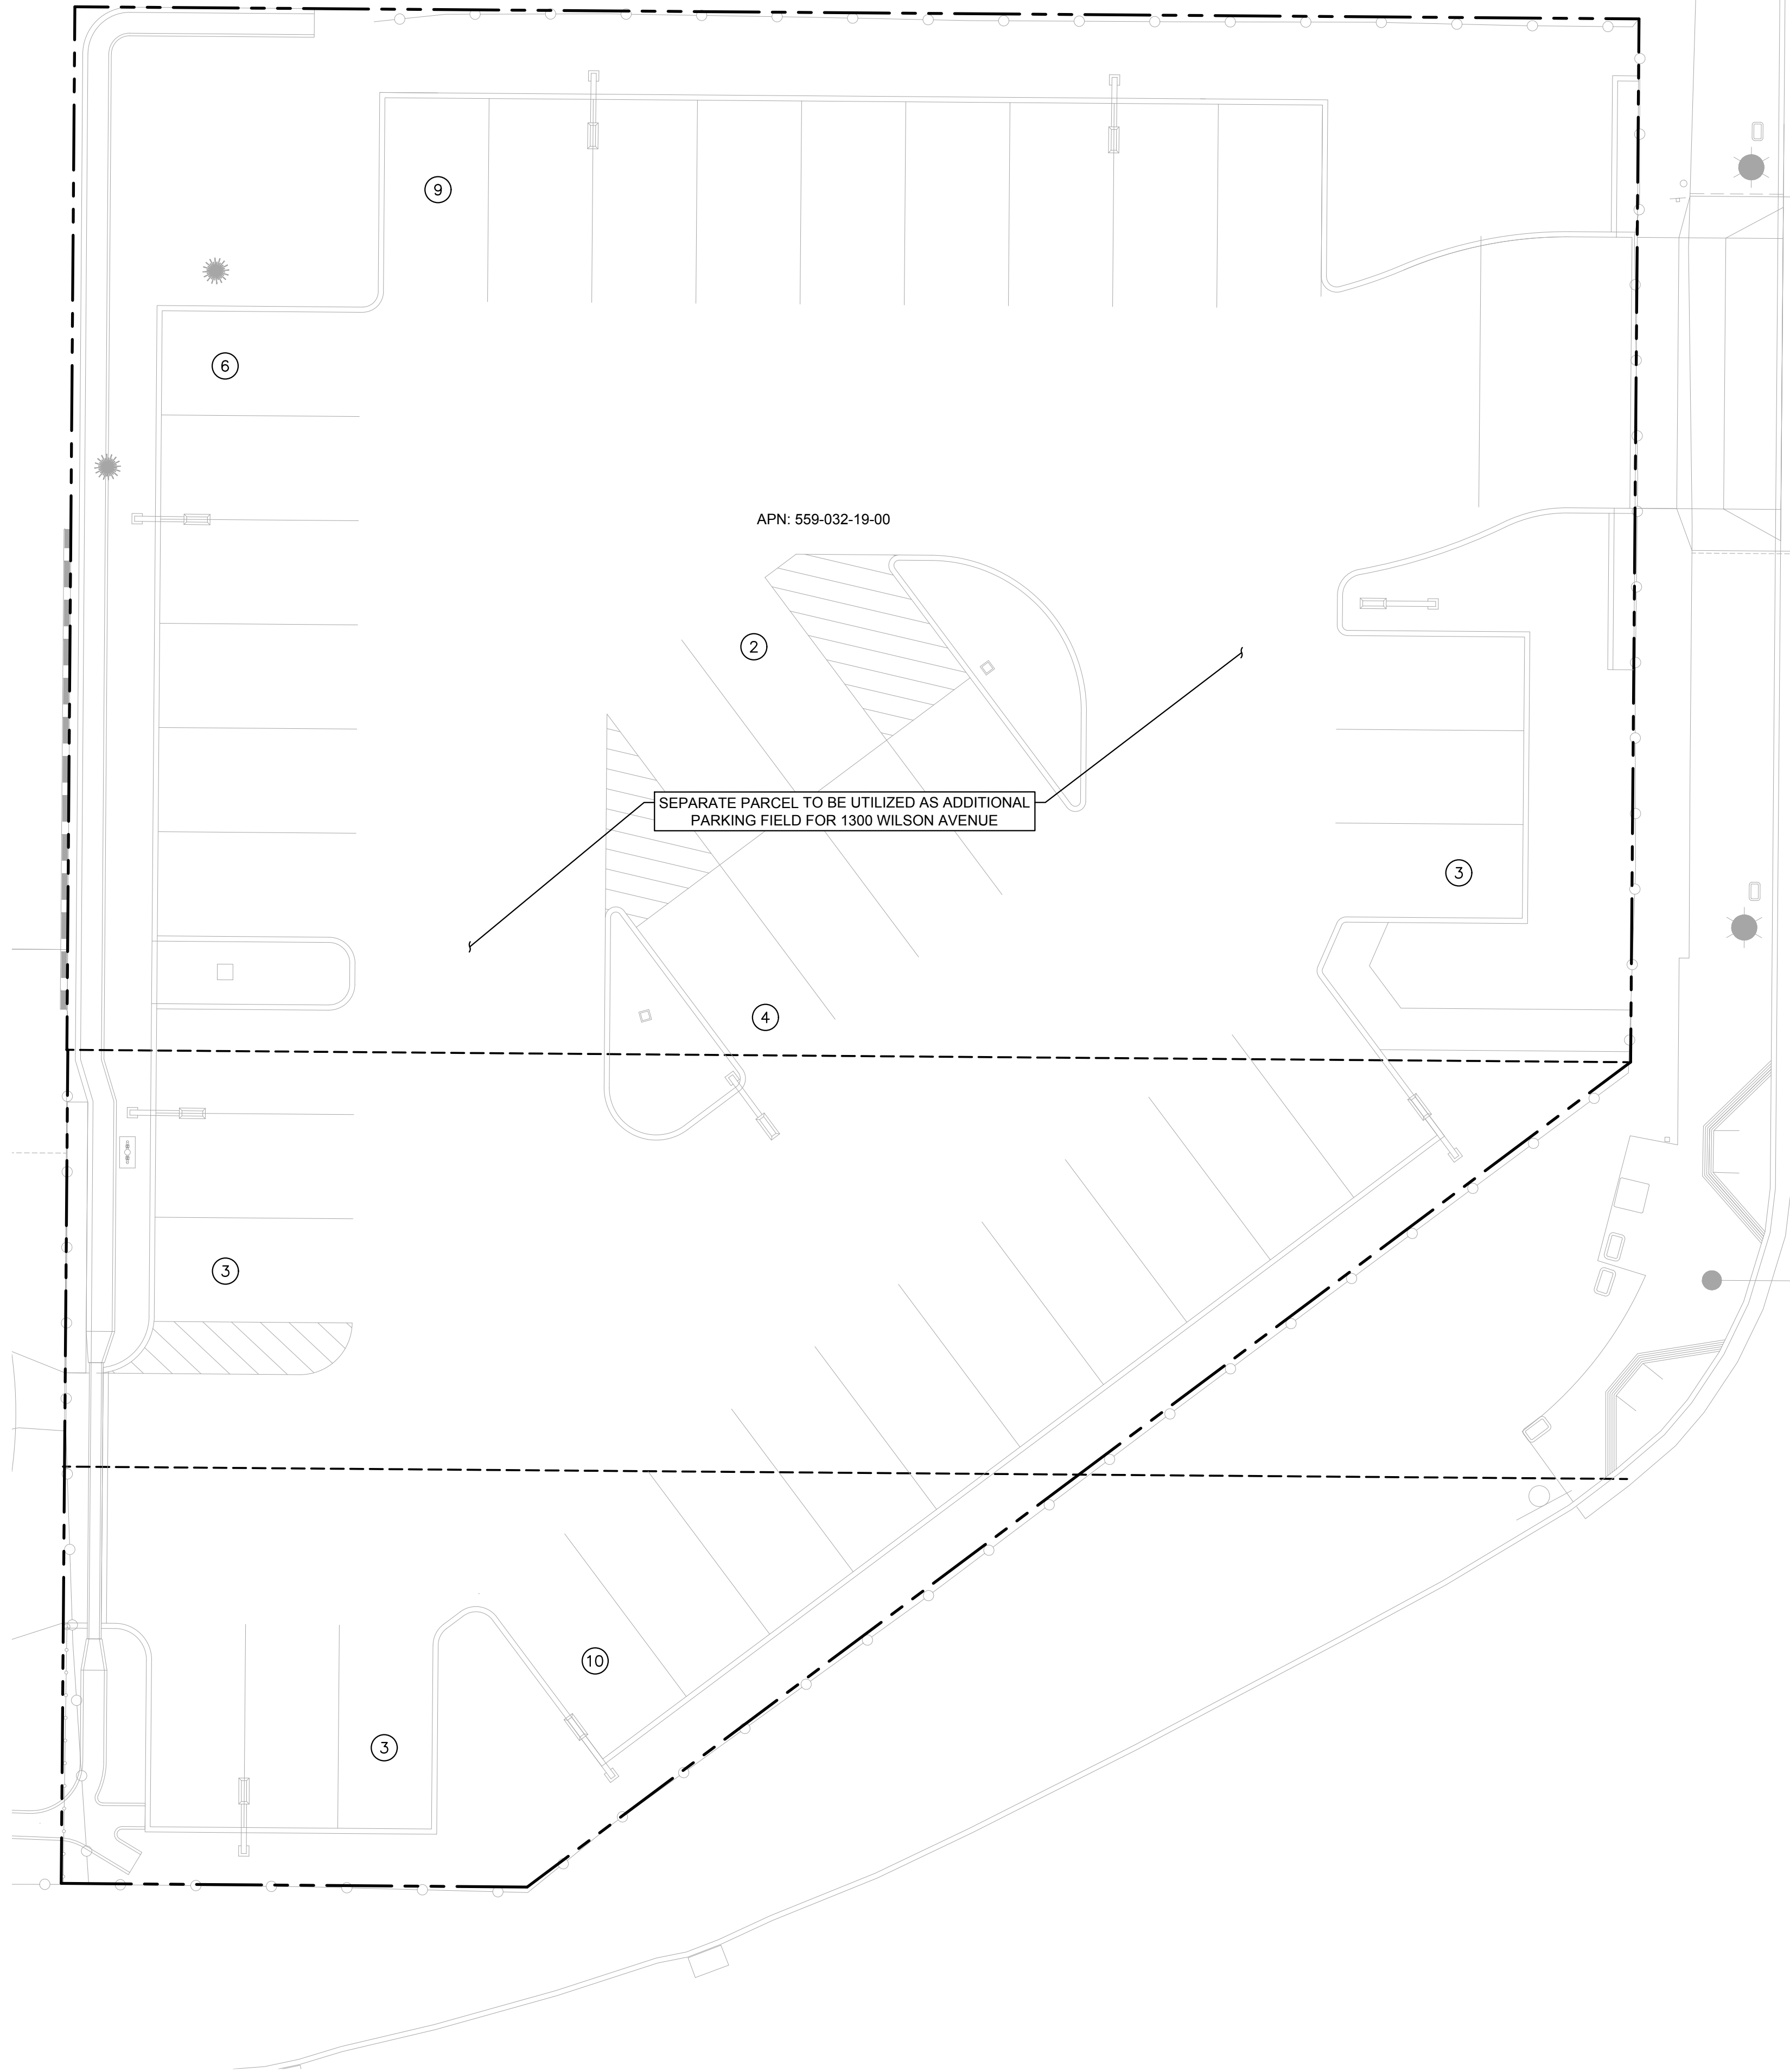 9
6
APN: 559-032-19-00
2
SEPARATE PARCEL TO BE UTILIZED AS ADDITIONAL
PARKING FIELD FOR 1300 WILSON AVENUE
3
4
3
10
3